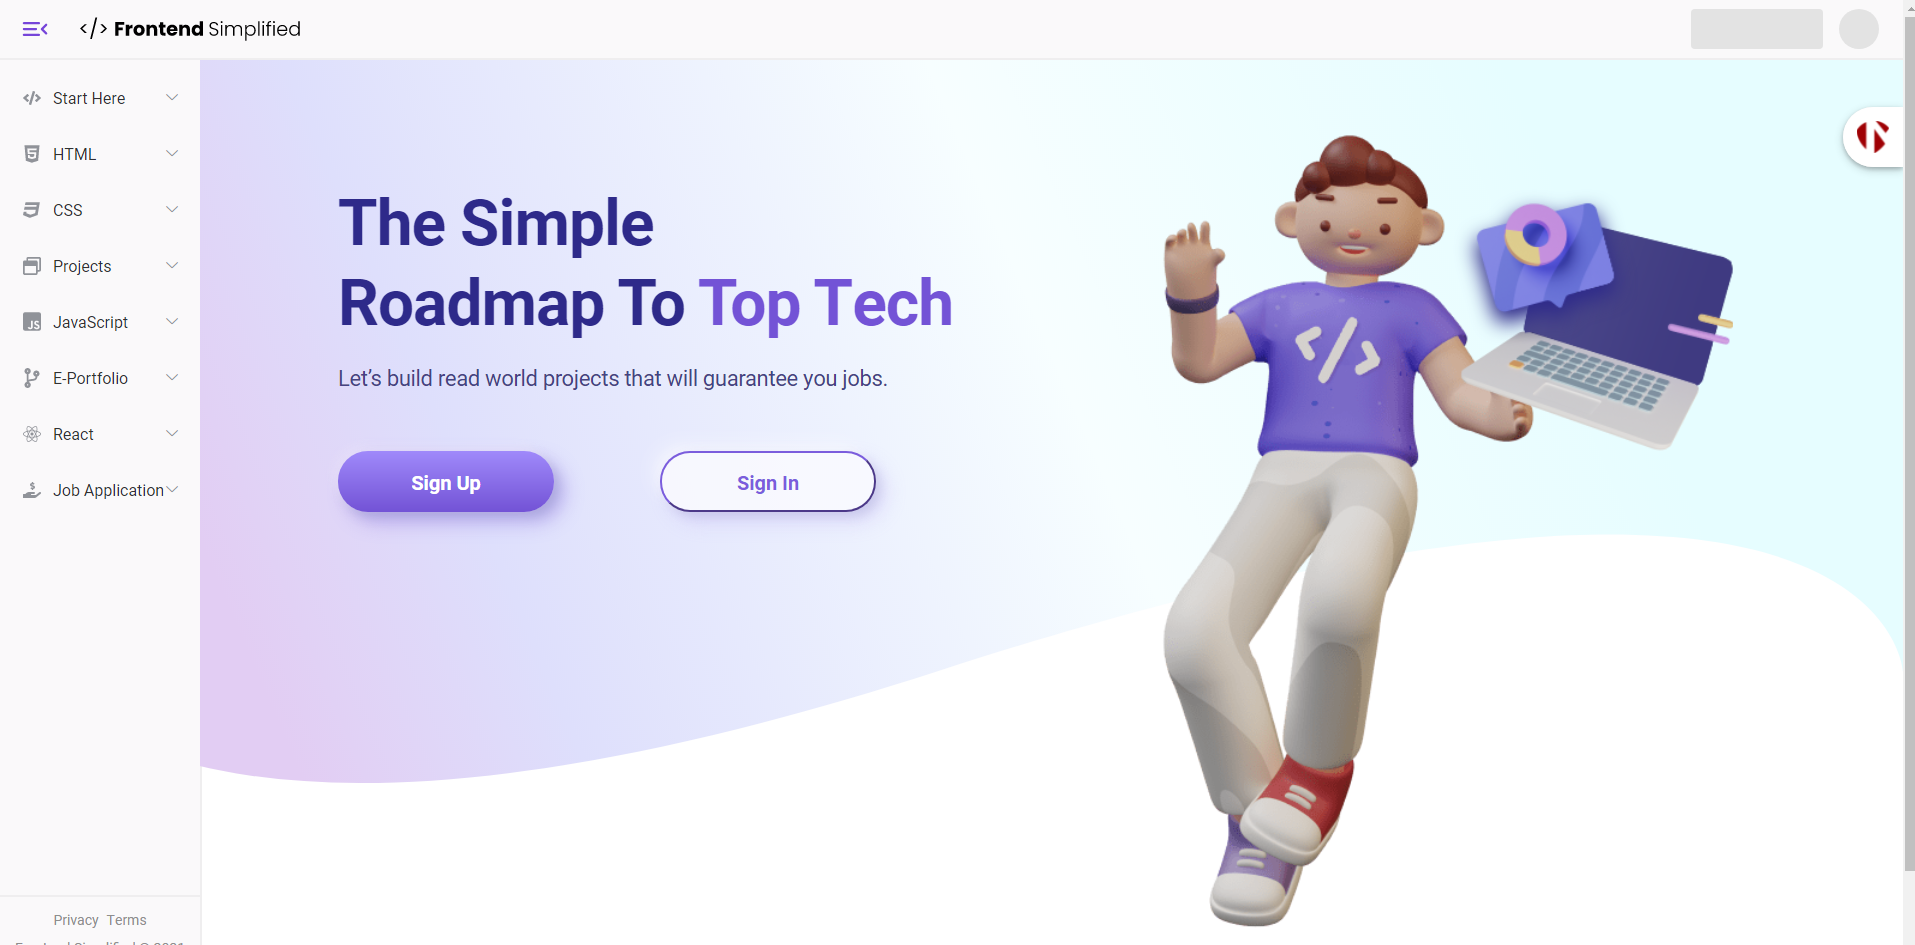 </> Frontend Simplified
Start Here
HTML
CSS
Projects
JavaScript
E-Portfolio
React
Job Application
The Simple
Roadmap To Top Tech
Let’s build read world projects that will guarantee you jobs.
Sign Up
Sign In
</>
JS
Privacy Terms